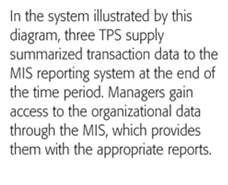 In the system illustrated by this
diagram, three TPS supply
summarized transaction data to the
MIS reporting system at the end of
the time period. Managers gain
access to the organizational data
through the MIS, which provides
them with the appropriate reports.